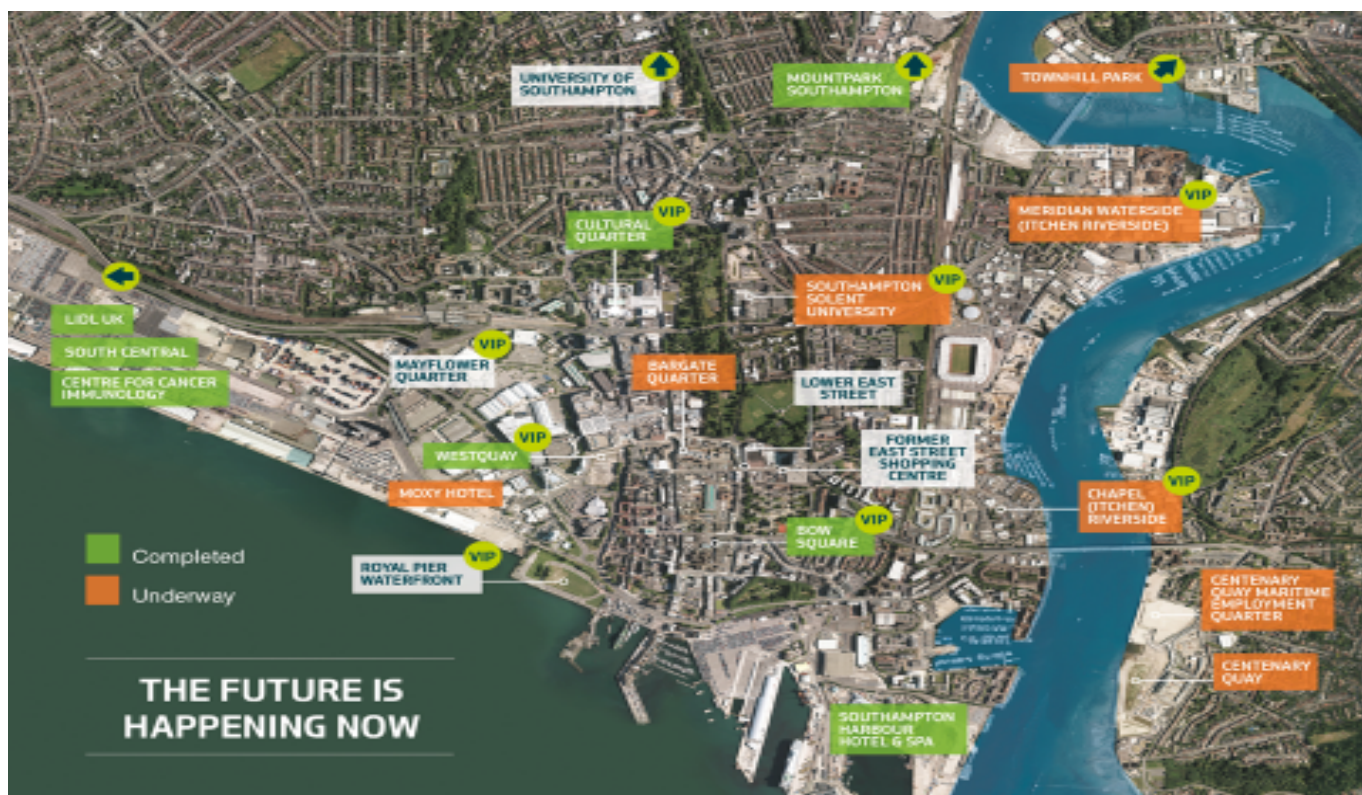 UNIVERSITY OF
SOUTHAMPTON
MOUNTPARK
SOUTHAMPTON
TOWNHILL PARK
VIP
MERIDIAN WATERSIDE
(ITCHEN RIVERSIDE)
VIP
CULTURAL
QUARTER
VIP
SOUTHAMPTON
SOLENT
UNIVERSITY
LIDL UK
SOUTH CENTRAL
CENTRE FOR CANCER
IMMUNOLOGY
VIP
MAYFLOWER
QUARTER
BARGATE
QUARTER
LOWER EAST
STREET
VIP
WESTQUAY
FORMER
EAST STREET
SHOPPING
CENTRE
MOXY HOTEL
VIP
CHAPEL
(ITCHEN)
RIVERSIDE
VIP
BOW
SQUARE
Completed
Underway
VIP
ROYAL PIER
WATERFRONT
CENTENARY
QUAY MARITIME
EMPLOYMENT
QUARTER
CENTENARY
QUAY
THE FUTURE IS
HAPPENING NOW
SOUTHAMPTON
HARBOUR
HOTEL & SPA